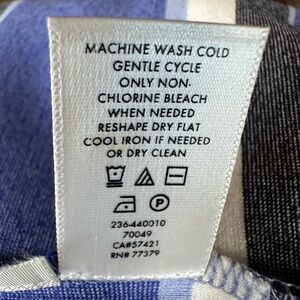 MACHINE WASH COLD
GENTLE CYCLE
ONLY NON-
CHLORINE BLEACH
WHEN NEEDED
RESHAPE DRY FLAT
COOL IRON IF NEEDED
OR DRY CLEAN
P
236-440010
70049
CA#57421
RN# 77379